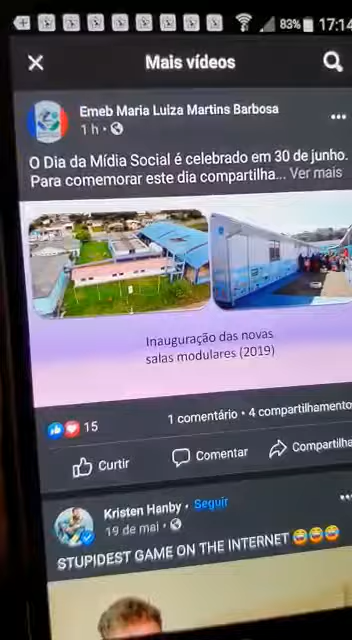 83% 17:14
Mais vídeos
Emeb Maria Luiza Martins Barbosa
1 h
O Dia da Mídia Social é celebrado em 30 de junho.
Para comemorar este dia compartilha... Ver mais
Inauguração das novas
salas modulares (2019)
15
1 comentário • 4 compartilhamento
Curtir Comentar Compartilha
Kristen Hanby • Seguir
19 de mai
STUPIDEST GAME ON THE INTERNET 😂😂😂